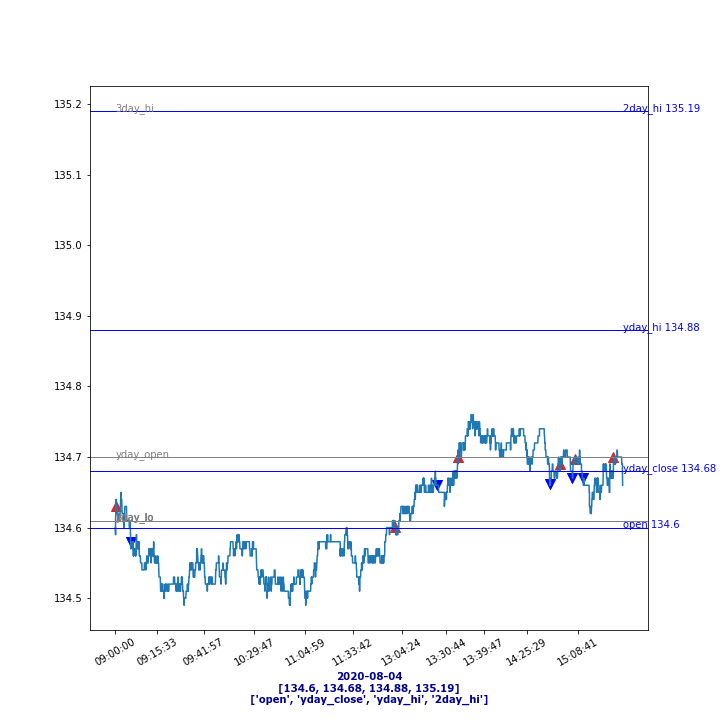 135.2
3day_hi
2day_hi 135.19
135.1
135.0
134.9
yday_hi 134.88
134.8
yday_open
134.7
yday_close 134.68
134.6
open 134.6
134.5
09:00:00
09:15:33
09:41:57
10:29:47
11:04:59
11:33:42
13:04:24
13:30:44
13:39:47
14:25:29
15:08:41
2020-08-04
[134.6, 134.68, 134.88, 135.19]
['open', 'yday_close', 'yday_hi', '2day_hi']